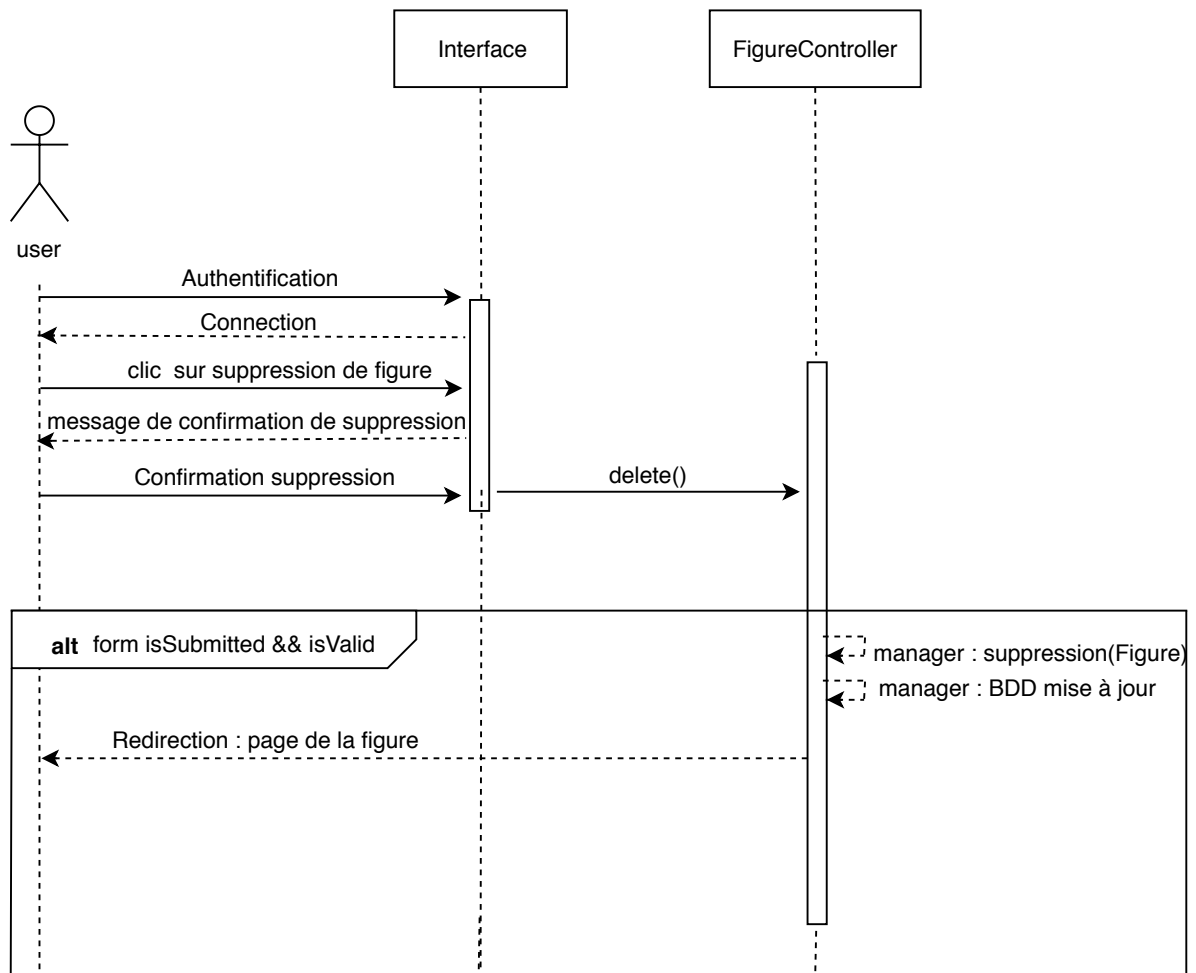 Interface
FigureController
user
Authentification
Connection
clic  sur suppression de figure
message de confirmation de suppression
Confirmation suppression
delete()
alt form isSubmitted && isValid
manager : suppression(Figure)
manager : BDD mise à jour
Redirection : page de la figure